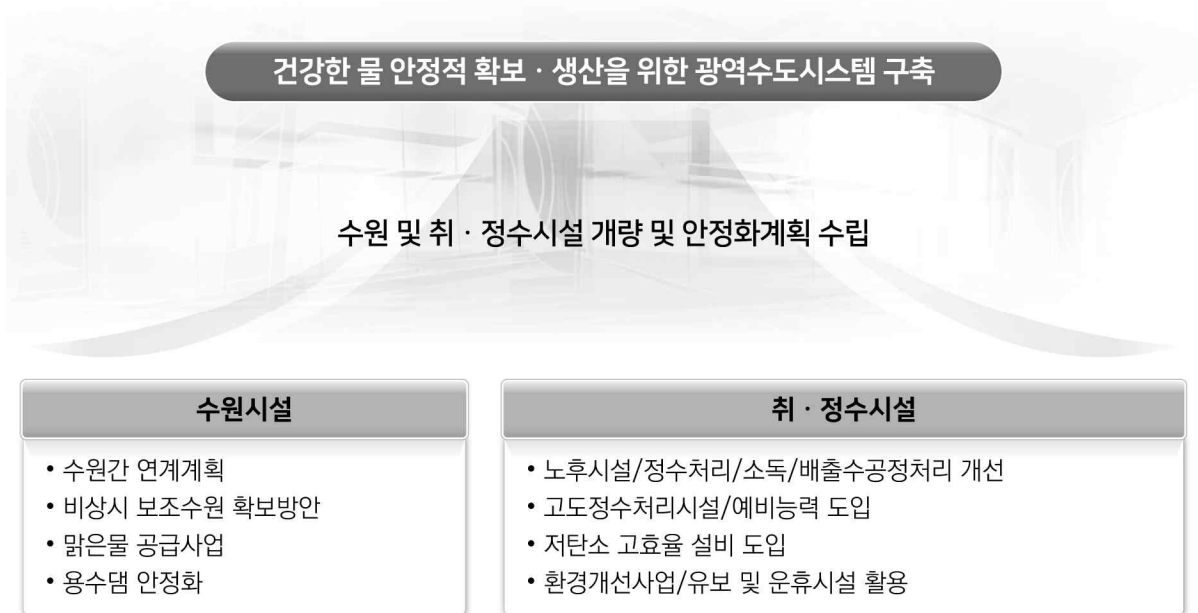 건강한 물 안정적 확보 · 생산을 위한 광역수도시스템 구축
수원 및 취 · 정수시설 개량 및 안정화계획 수립
수원시설
• 수원간 연계계획
• 비상시 보조수원 확보방안
• 맑은물 공급사업
• 용수댐 안정화
취 · 정수시설
• 노후시설/정수처리/소독/배출수공정처리 개선
• 고도정수처리시설/예비능력 도입
• 저탄소 고효율 설비 도입
• 환경개선사업/유보 및 운휴시설 활용